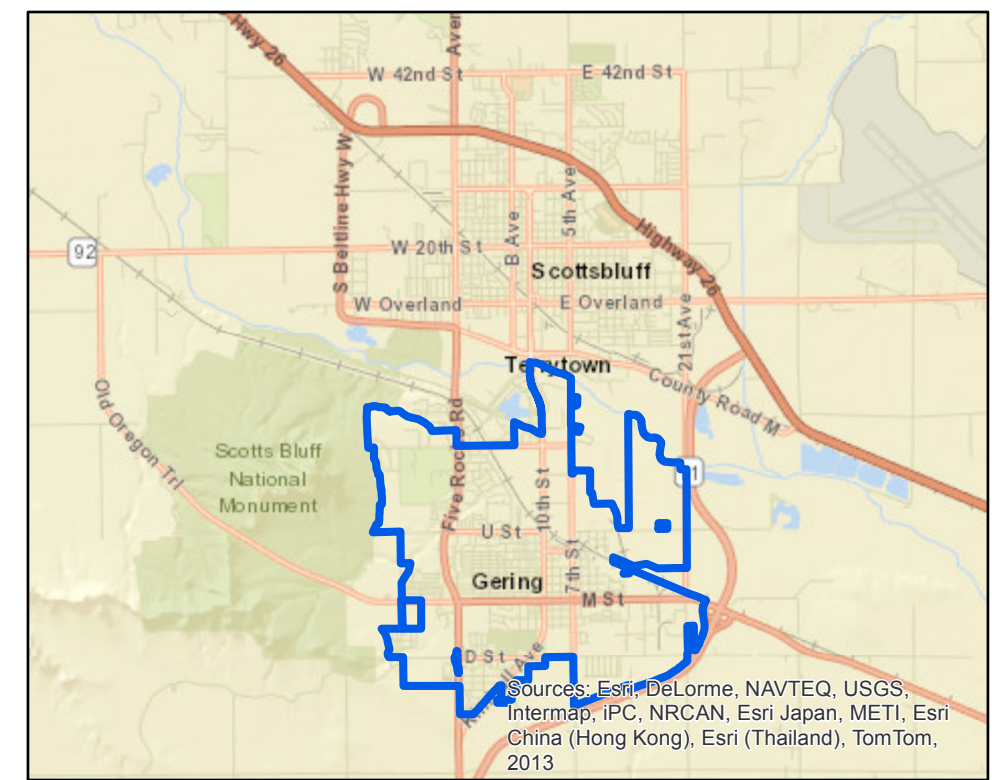 Hwy 26
Aven
W 42nd St
E 42nd St
S Beltline Hwy W
5th Ave
B Ave
Highway 26
92
W 20th St
Scottsbluff
W Overland
E Overland
21st Ave
Terrytown
County Road M
Old Oregon Trl
Five Rocks Rd
Scotts Bluff
National
Monument
10th St
U St
7th St
Gering
M St
D St
Sources: Esri, DeLorme, NAVTEQ, USGS,
Intermap, iPC, NRCAN, Esri Japan, METI, Esri
China (Hong Kong), Esri (Thailand), TomTom,
2013